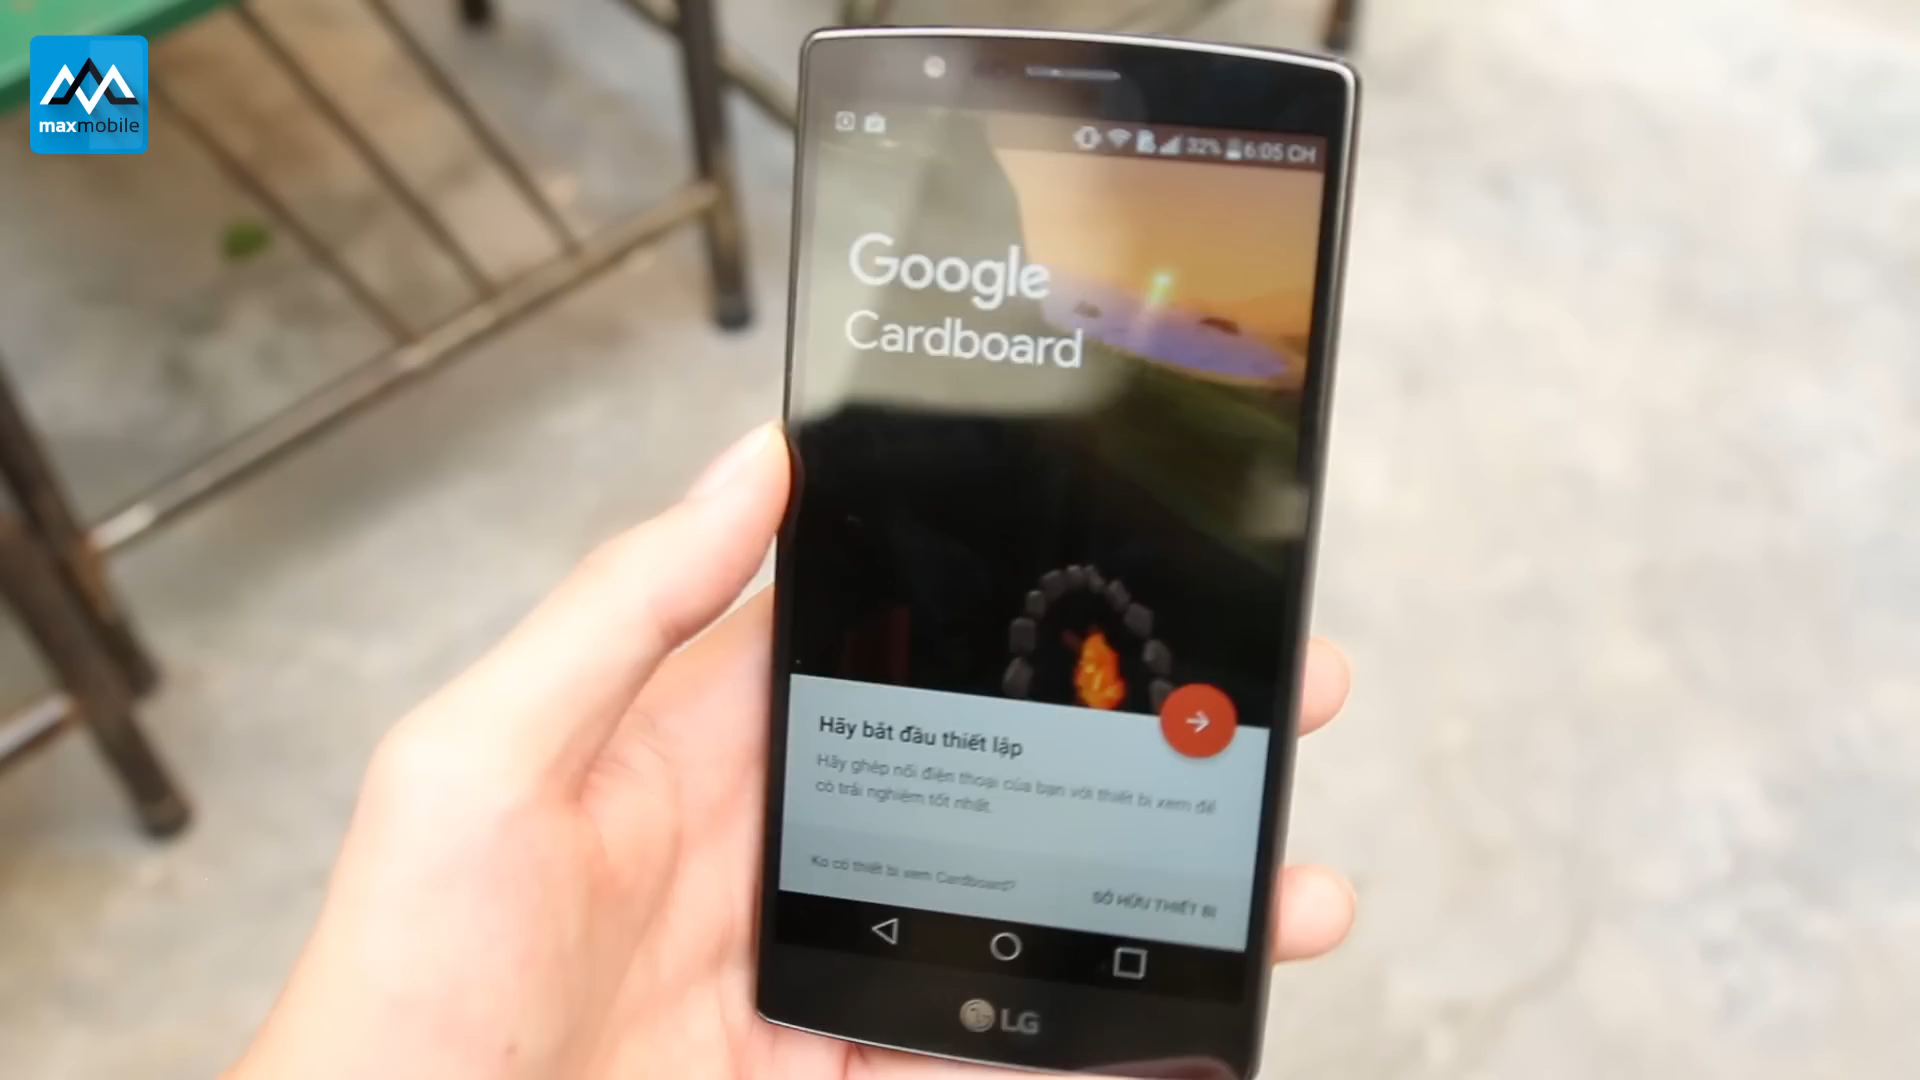 maxmobile
32% 6:05 CH
Google
Cardboard
Hãy bắt đầu thiết lập
Hãy ghép nối điện thoại của bạn với thiết bị xem để
có trải nghiệm tốt nhất.
Ko có thiết bị xem Cardboard?
SỞ HỮU THIẾT BỊ
LG